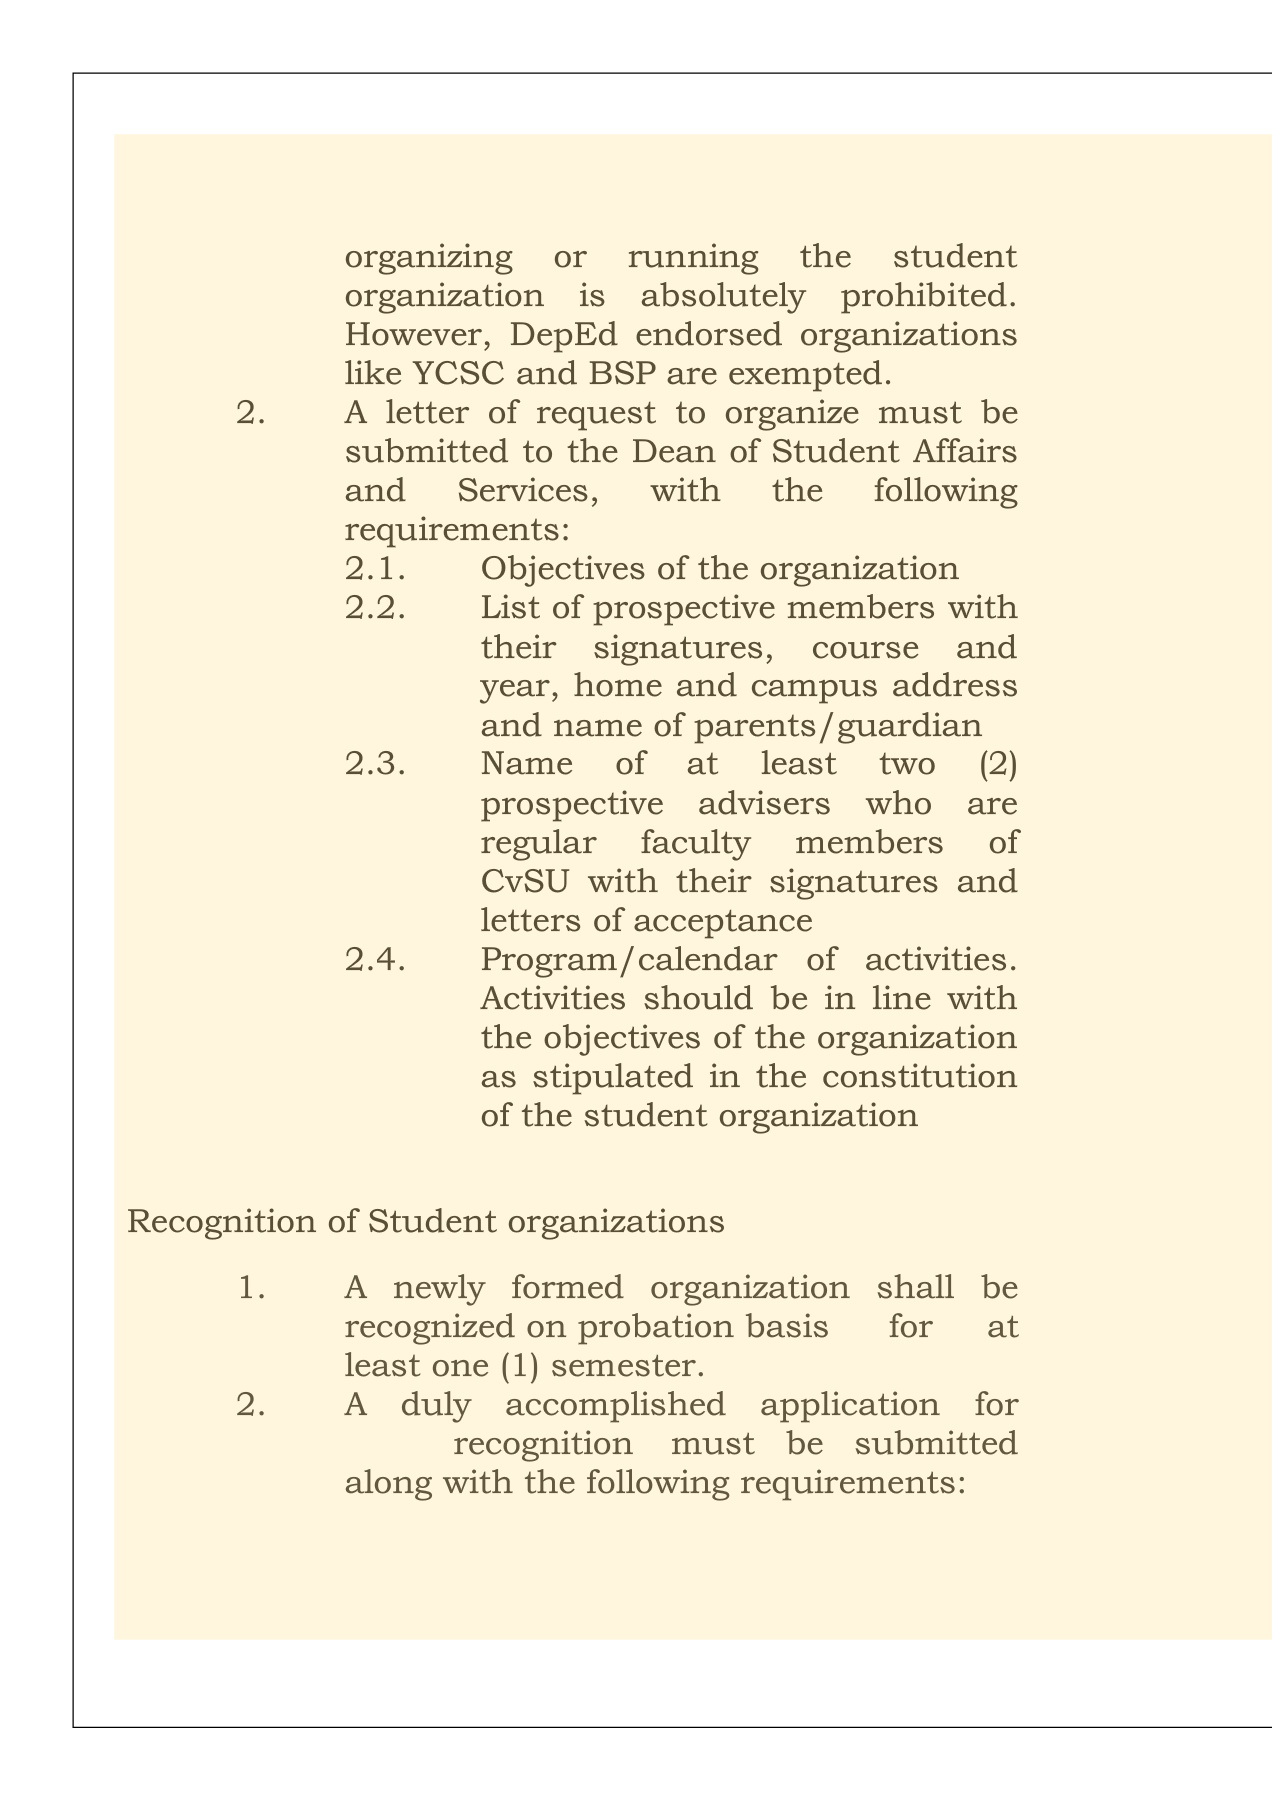 organizing or running the student
organization is absolutely prohibited.
However, DepEd endorsed organizations
like YCSC and BSP are exempted.
2. A letter of request to organize must be
submitted to the Dean of Student Affairs
and Services, with the following
requirements:
2.1. Objectives of the organization
2.2. List of prospective members with
their signatures, course and
year, home and campus address
and name of parents/guardian
2.3. Name of at least two (2)
prospective advisers who are
regular faculty members of
CvSU with their signatures and
letters of acceptance
2.4. Program/calendar of activities.
Activities should be in line with
the objectives of the organization
as stipulated in the constitution
of the student organization
Recognition of Student organizations
1. A newly formed organization shall be
recognized on probation basis for at
least one (1) semester.
2. A duly accomplished application for
recognition must be submitted
along with the following requirements: